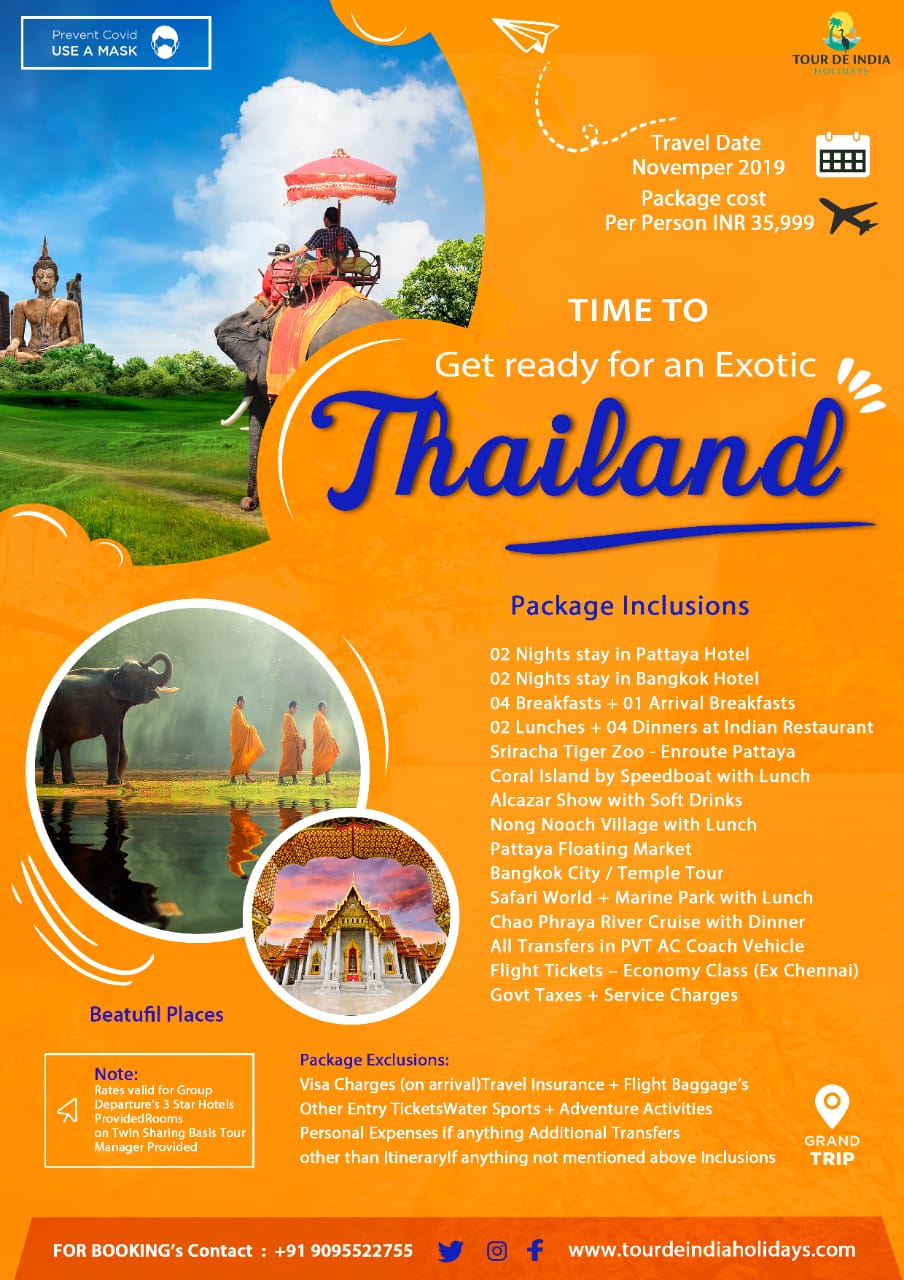 Prevent Covid
USE A MASK
TOUR DE INDIA
HOLIDAYS
Travel Date
Novemper 2019
Package cost
Per Person INR 35,999
TIME TO
Get ready for an Exotic
Thailand
Package Inclusions
02 Nights stay in Pattaya Hotel
02 Nights stay in Bangkok Hotel
04 Breakfasts + 01 Arrival Breakfasts
02 Lunches + 04 Dinners at Indian Restaurant
Sriracha Tiger Zoo - Enroute Pattaya
Coral Island by Speedboat with Lunch
Alcazar Show with Soft Drinks
Nong Nooch Village with Lunch
Pattaya Floating Market
Bangkok City / Temple Tour
Safari World + Marine Park with Lunch
Chao Phraya River Cruise with Dinner
All Transfers in PVT AC Coach Vehicle
Flight Tickets – Economy Class (Ex Chennai)
Govt Taxes + Service Charges
Beatufil Places
Note:
Rates valid for Group
Departure's 3 Star Hotels
ProvidedRooms
on Twin Sharing Basis Tour
Manager Provided
Package Exclusions:
Visa Charges (on arrival)Travel Insurance + Flight Baggage's
Other Entry TicketsWater Sports + Adventure Activities
Personal Expenses if anything Additional Transfers
other than ItineraryIf anything not mentioned above Inclusions
GRAND
TRIP
FOR BOOKING's Contact : +91 9095522755
www.tourdeindiaholidays.com